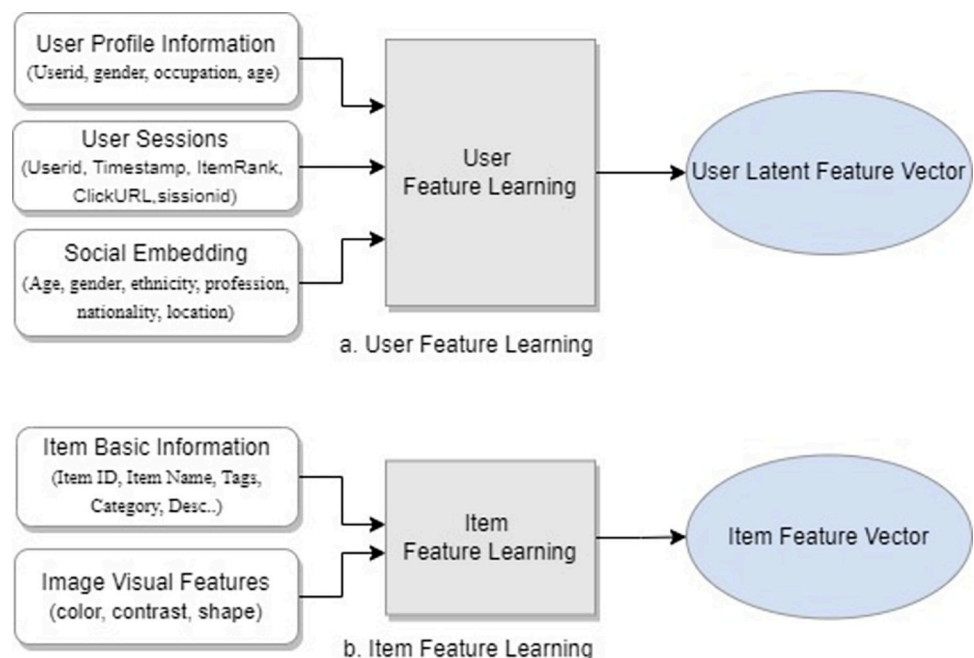 User Profile Information
(Userid, gender, occupation, age)
User Sessions
(Userid, Timestamp, ItemRank,
ClickURL,sissionid)
Social Embedding
(Age, gender, ethnicity, profession,
nationality, location)
User
Feature Learning
User Latent Feature Vector
a. User Feature Learning
Item Basic Information
(Item ID, Item Name, Tags,
Category, Desc..)
Image Visual Features
(color, contrast, shape)
Item
Feature Learning
Item Feature Vector
b. Item Feature Learning